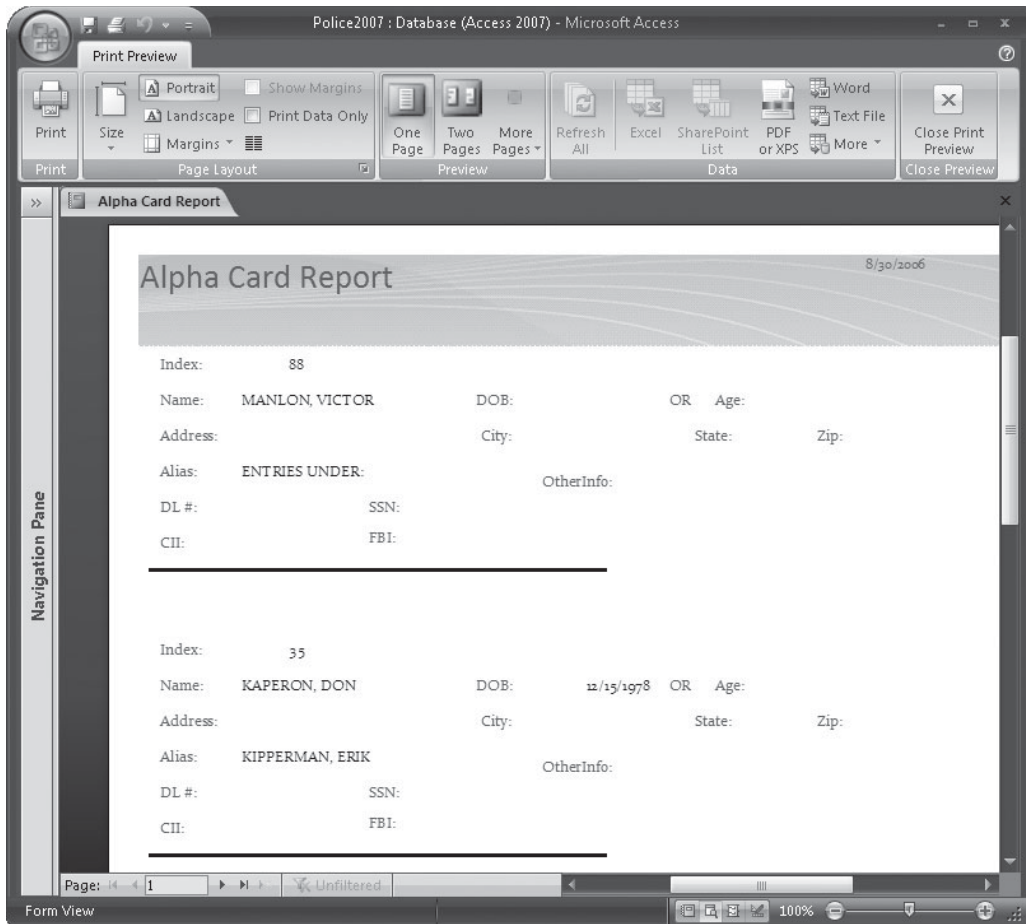 Police2007 : Database (Access 2007) - Microsoft Access
Print Preview
Print
Size
Portrait
Landscape
Margins
Show Margins
Print Data Only
One Page
Two Pages
More Pages
Refresh All
Excel
SharePoint List
PDF or XPS
Word
Text File
More
Close Print Preview
Print
Page Layout
Preview
Data
Close Preview
Alpha Card Report
Navigation Pane
Alpha Card Report
8/30/2006
Index: 88
Name: MANLON, VICTOR DOB: OR Age:
Address: City: State: Zip:
Alias: ENTRIES UNDER: OtherInfo:
DL #: SSN:
CII: FBI:
Index: 35
Name: KAPERON, DON DOB: 12/15/1978 OR Age:
Address: City: State: Zip:
Alias: KIPPERMAN, ERIK OtherInfo:
DL #: SSN:
CII: FBI:
Page: 1 Unfiltered
Form View 100%